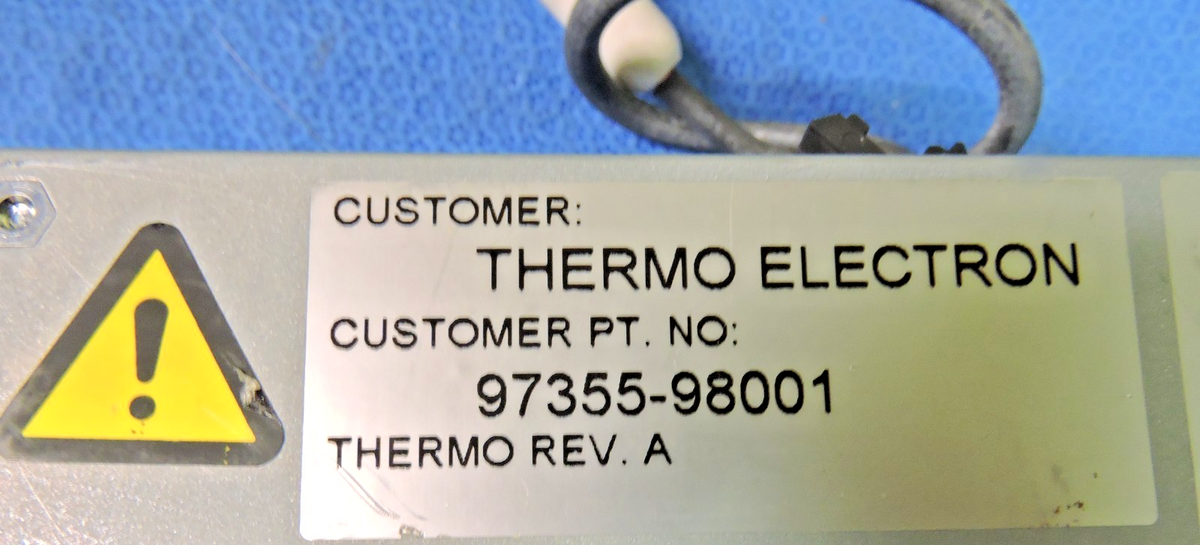 CUSTOMER:
THERMO ELECTRON
CUSTOMER PT. NO:
97355-98001
THERMO REV. A